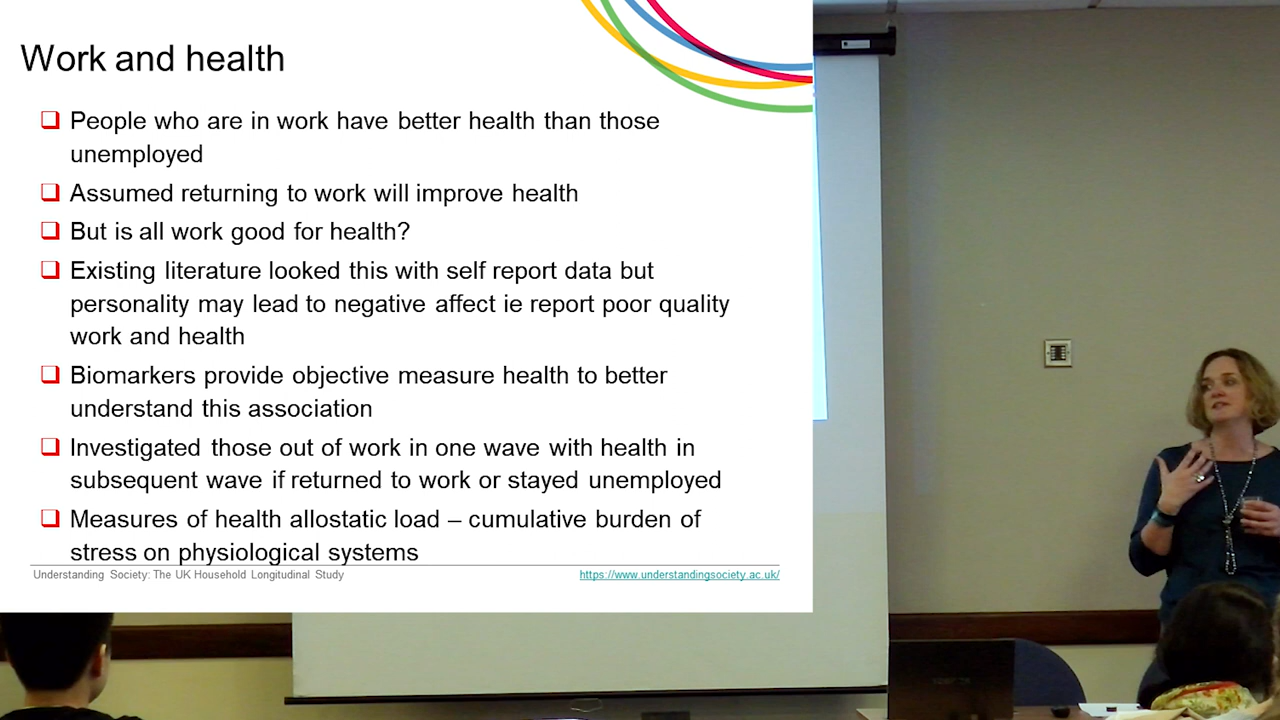 Work and health
People who are in work have better health than those
unemployed
Assumed returning to work will improve health
But is all work good for health?
Existing literature looked this with self report data but
personality may lead to negative affect ie report poor quality
work and health
Biomarkers provide objective measure health to better
understand this association
Investigated those out of work in one wave with health in
subsequent wave if returned to work or stayed unemployed
Measures of health allostatic load – cumulative burden of
stress on physiological systems
Understanding Society: The UK Household Longitudinal Study
https://www.understandingsociety.ac.uk/